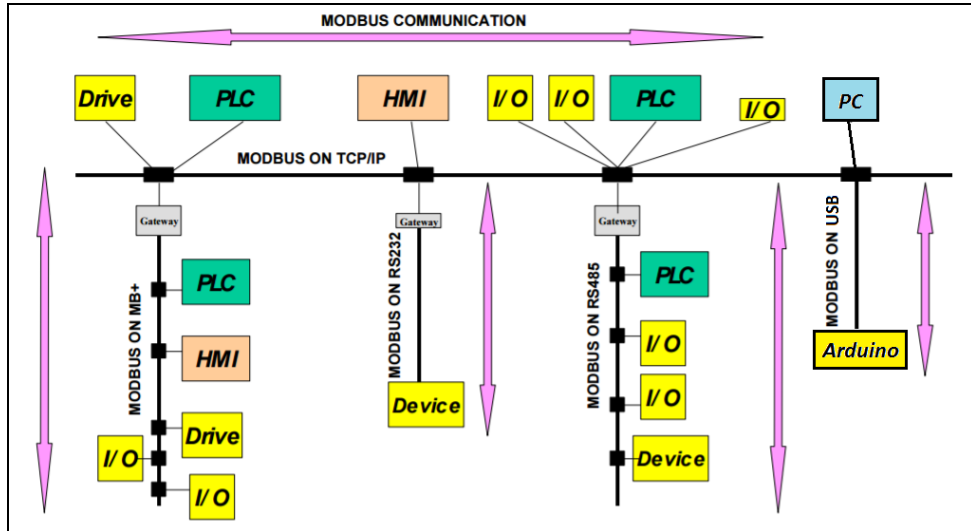 MODBUS COMMUNICATION
Drive
PLC
HMI
I/O
I/O
PLC
I/O
PC
MODBUS ON TCP/IP
Gateway
Gateway
Gateway
MODBUS ON MB+
PLC
HMI
Drive
I/O
I/O
MODBUS ON RS232
Device
MODBUS ON RS485
PLC
I/O
I/O
Device
MODBUS ON USB
Arduino